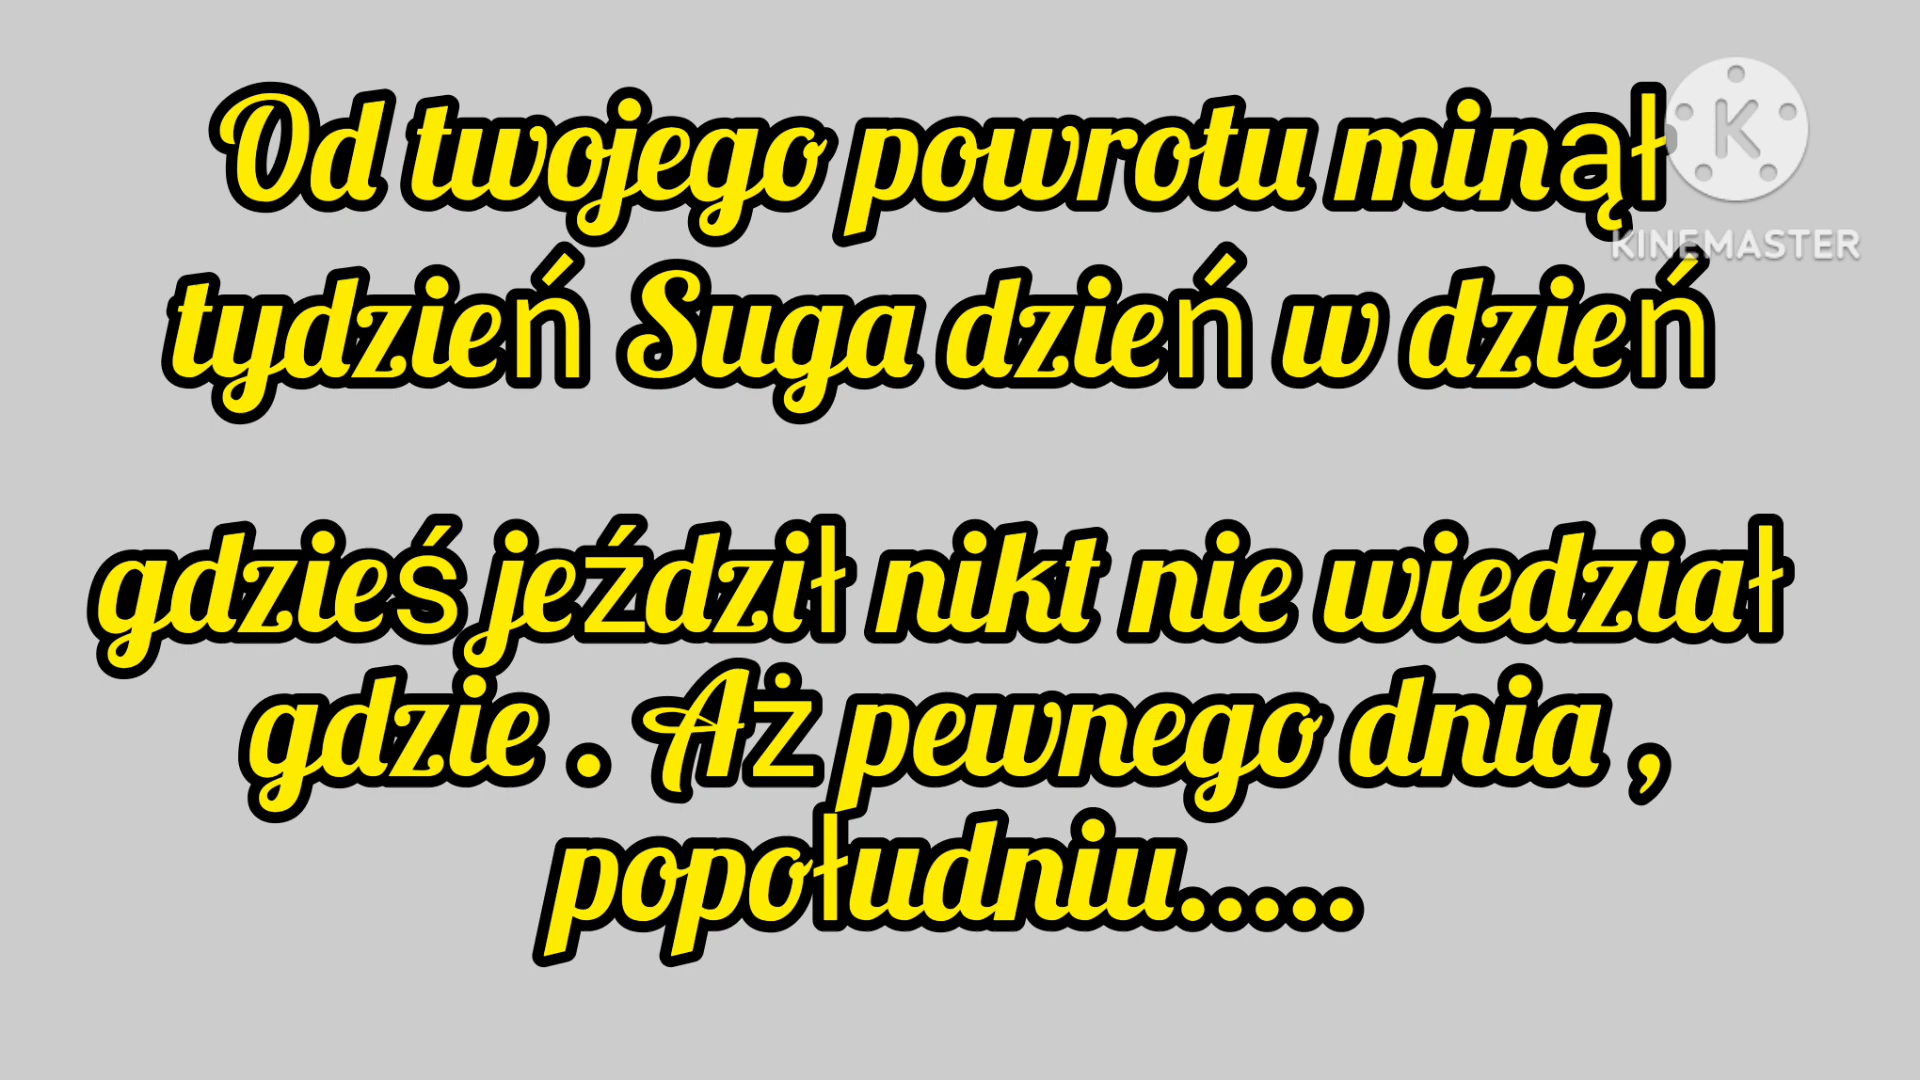 Od twojego powrotu minął
KINEMASTER
tydzień Suga dzień w dzień
gdzieś jeździł nikt nie wiedział
gdzie . Aż pewnego dnia ,
popołudniu.....